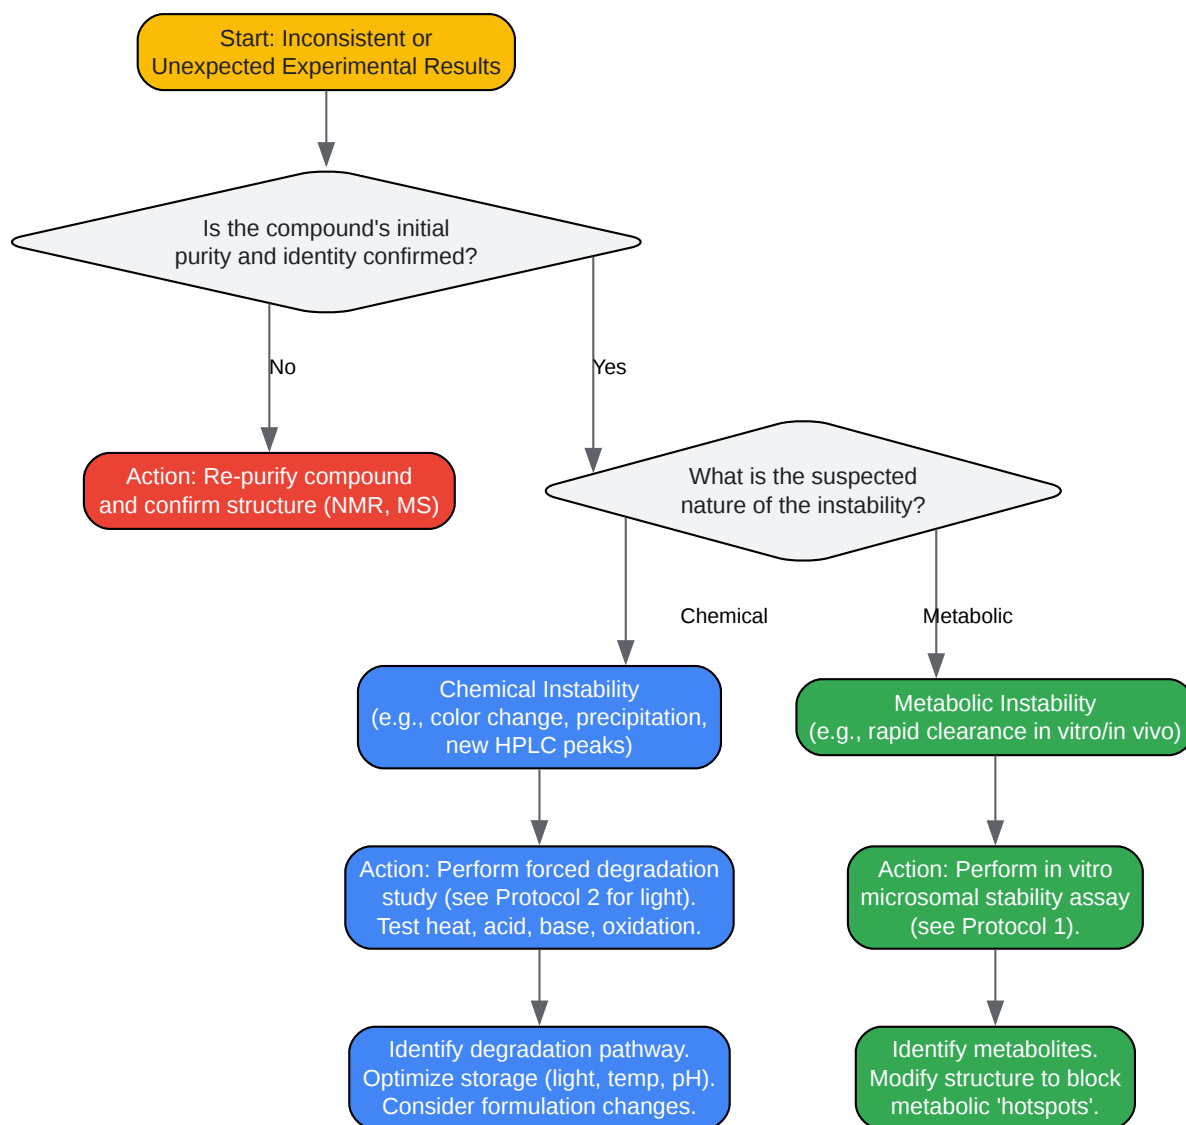 Start: Inconsistent or
Unexpected Experimental Results
Is the compound's initial
purity and identity confirmed?
No
Yes
Action: Re-purify compound
and confirm structure (NMR, MS)
What is the suspected
nature of the instability?
Chemical
Metabolic
Chemical Instability
(e.g., color change, precipitation,
new HPLC peaks)
Metabolic Instability
(e.g., rapid clearance in vitro/in vivo)
Action: Perform forced degradation
study (see Protocol 2 for light).
Test heat, acid, base, oxidation.
Action: Perform in vitro
microsomal stability assay
(see Protocol 1).
Identify degradation pathway.
Optimize storage (light, temp, pH).
Consider formulation changes.
Identify metabolites.
Modify structure to block
metabolic 'hotspots'.